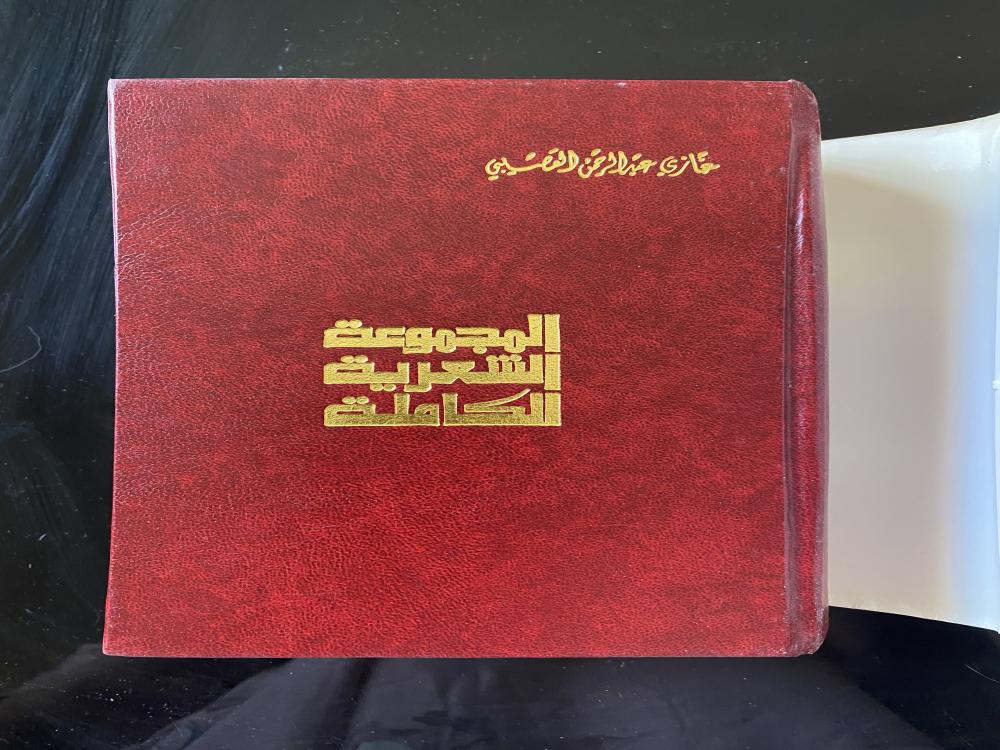 غازي عبدالرحمن القصيبي
المجموعة
الشعرية
الكاملة